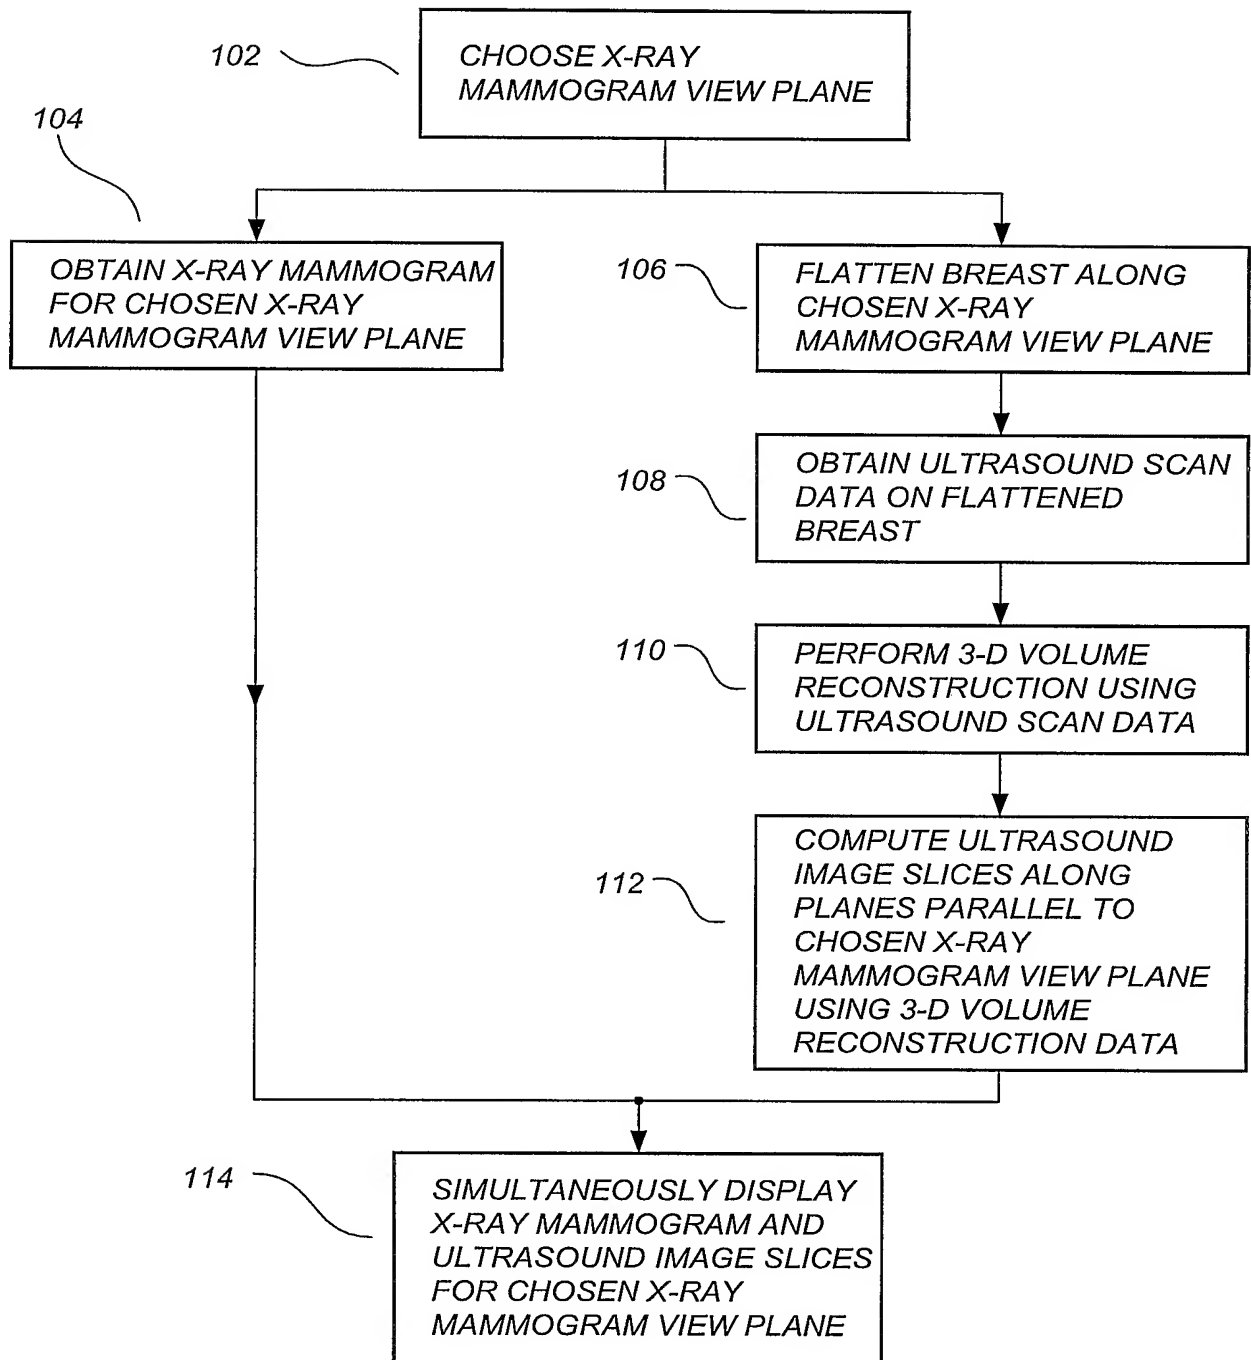 102
CHOOSE X-RAY
MAMMOGRAM VIEW PLANE
104
OBTAIN X-RAY MAMMOGRAM
FOR CHOSEN X-RAY
MAMMOGRAM VIEW PLANE
106
FLATTEN BREAST ALONG
CHOSEN X-RAY
MAMMOGRAM VIEW PLANE
108
OBTAIN ULTRASOUND SCAN
DATA ON FLATTENED
BREAST
110
PERFORM 3-D VOLUME
RECONSTRUCTION USING
ULTRASOUND SCAN DATA
112
COMPUTE ULTRASOUND
IMAGE SLICES ALONG
PLANES PARALLEL TO
CHOSEN X-RAY
MAMMOGRAM VIEW PLANE
USING 3-D VOLUME
RECONSTRUCTION DATA
114
SIMULTANEOUSLY DISPLAY
X-RAY MAMMOGRAM AND
ULTRASOUND IMAGE SLICES
FOR CHOSEN X-RAY
MAMMOGRAM VIEW PLANE